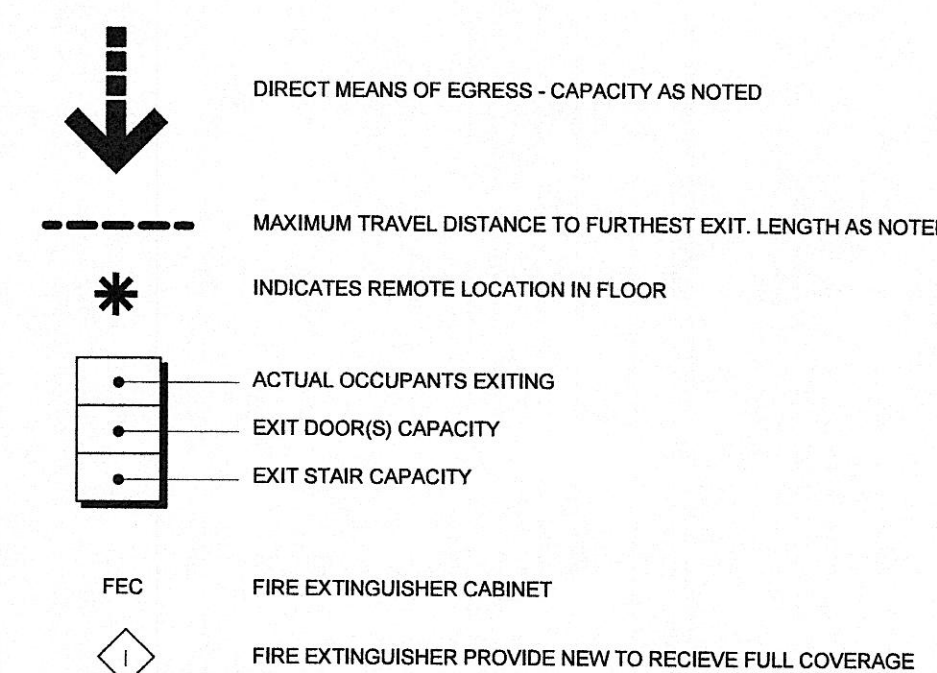 DIRECT MEANS OF EGRESS - CAPACITY AS NOTED
MAXIMUM TRAVEL DISTANCE TO FURTHEST EXIT. LENGTH AS NOTE
INDICATES REMOTE LOCATION IN FLOOR
ACTUAL OCCUPANTS EXITING
EXIT DOOR(S) CAPACITY
EXIT STAIR CAPACITY
FEC FIRE EXTINGUISHER CABINET
I FIRE EXTINGUISHER PROVIDE NEW TO RECIEVE FULL COVERAGE